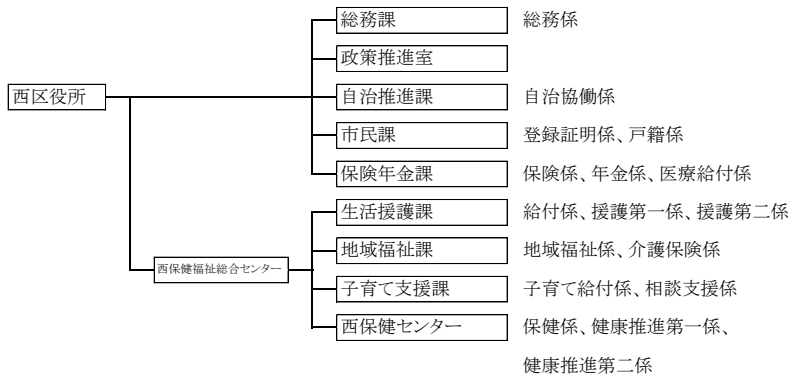 総務課 総務係
政策推進室
西区役所 自治推進課 自治協働係
市民課 登録証明係、戸籍係
保険年金課 保険係、年金係、医療給付係
生活援護課 給付係、援護第一係、援護第二係
地域福祉課 地域福祉係、介護保険係
西保健福祉総合センター
子育て支援課 子育て給付係、相談支援係
西保健センター 保健係、健康推進第一係、
健康推進第二係